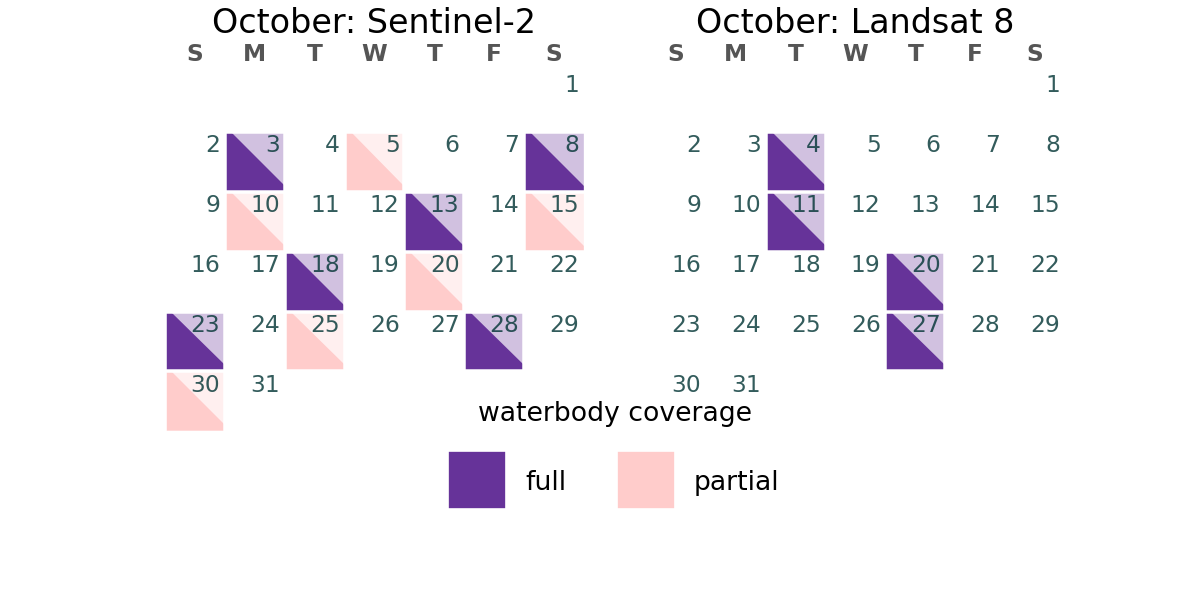 October: Sentinel-2
S M T W T F S
1
2 3 4 5 6 7 8
9 10 11 12 13 14 15
16 17 18 19 20 21 22
23 24 25 26 27 28 29
30 31
October: Landsat 8
S M T W T F S
1
2 3 4 5 6 7 8
9 10 11 12 13 14 15
16 17 18 19 20 21 22
23 24 25 26 27 28 29
30 31
waterbody coverage
full partial